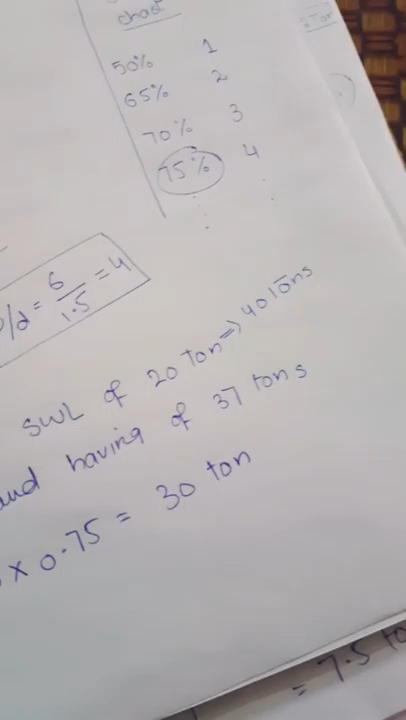 chart
50% 1
65% 2
70% 3
75% 4
D/d = 6/1.5 = 4
SWL of 20 Ton => 40 Tons
and having of 37 tons
× 0.75 = 30 ton
= 7.5 to